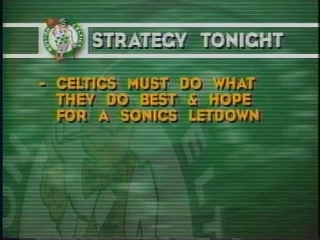 STRATEGY TONIGHT
- CELTICS MUST DO WHAT
THEY DO BEST & HOPE
FOR A SONICS LETDOWN